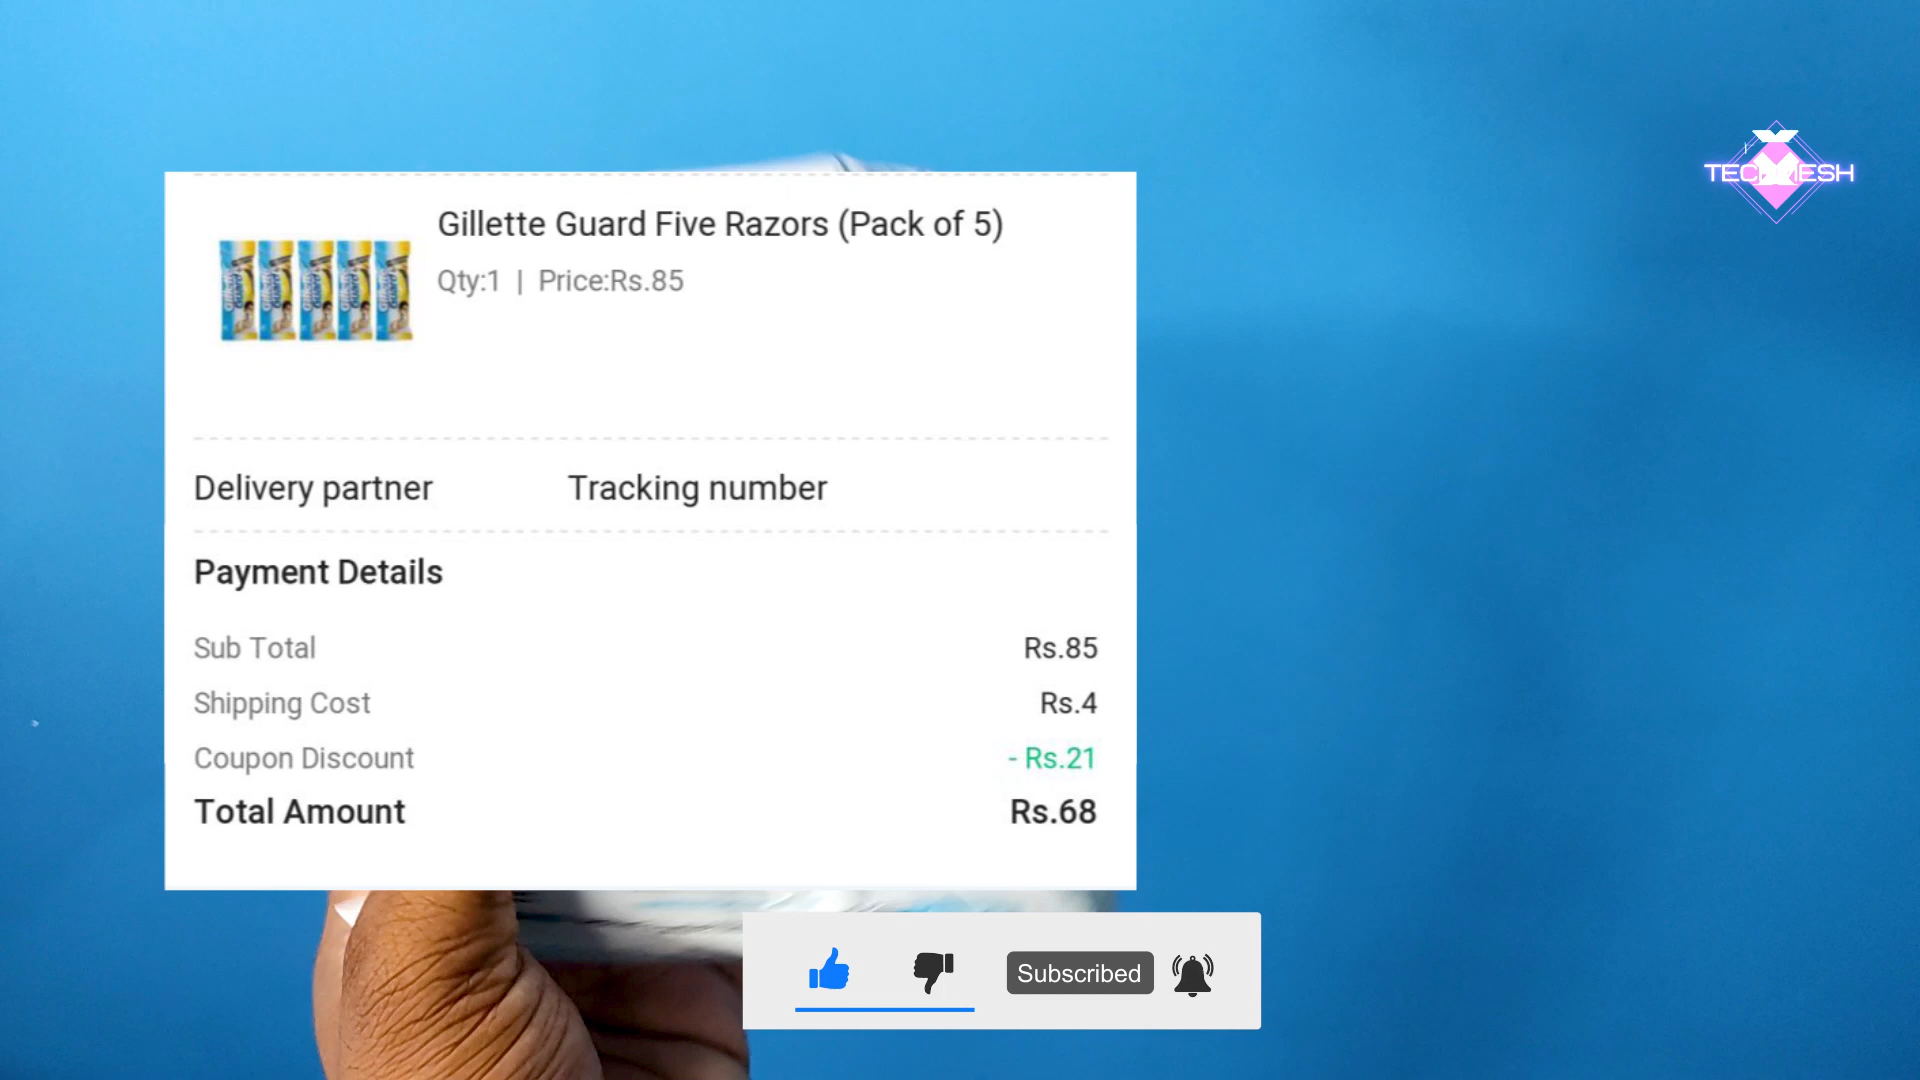 Gillette Guard Five Razors (Pack of 5)
Qty:1 | Price:Rs.85
Delivery partner Tracking number
Payment Details
Sub Total Rs.85
Shipping Cost Rs.4
Coupon Discount - Rs.21
Total Amount Rs.68
Subscribed
TECHMESH